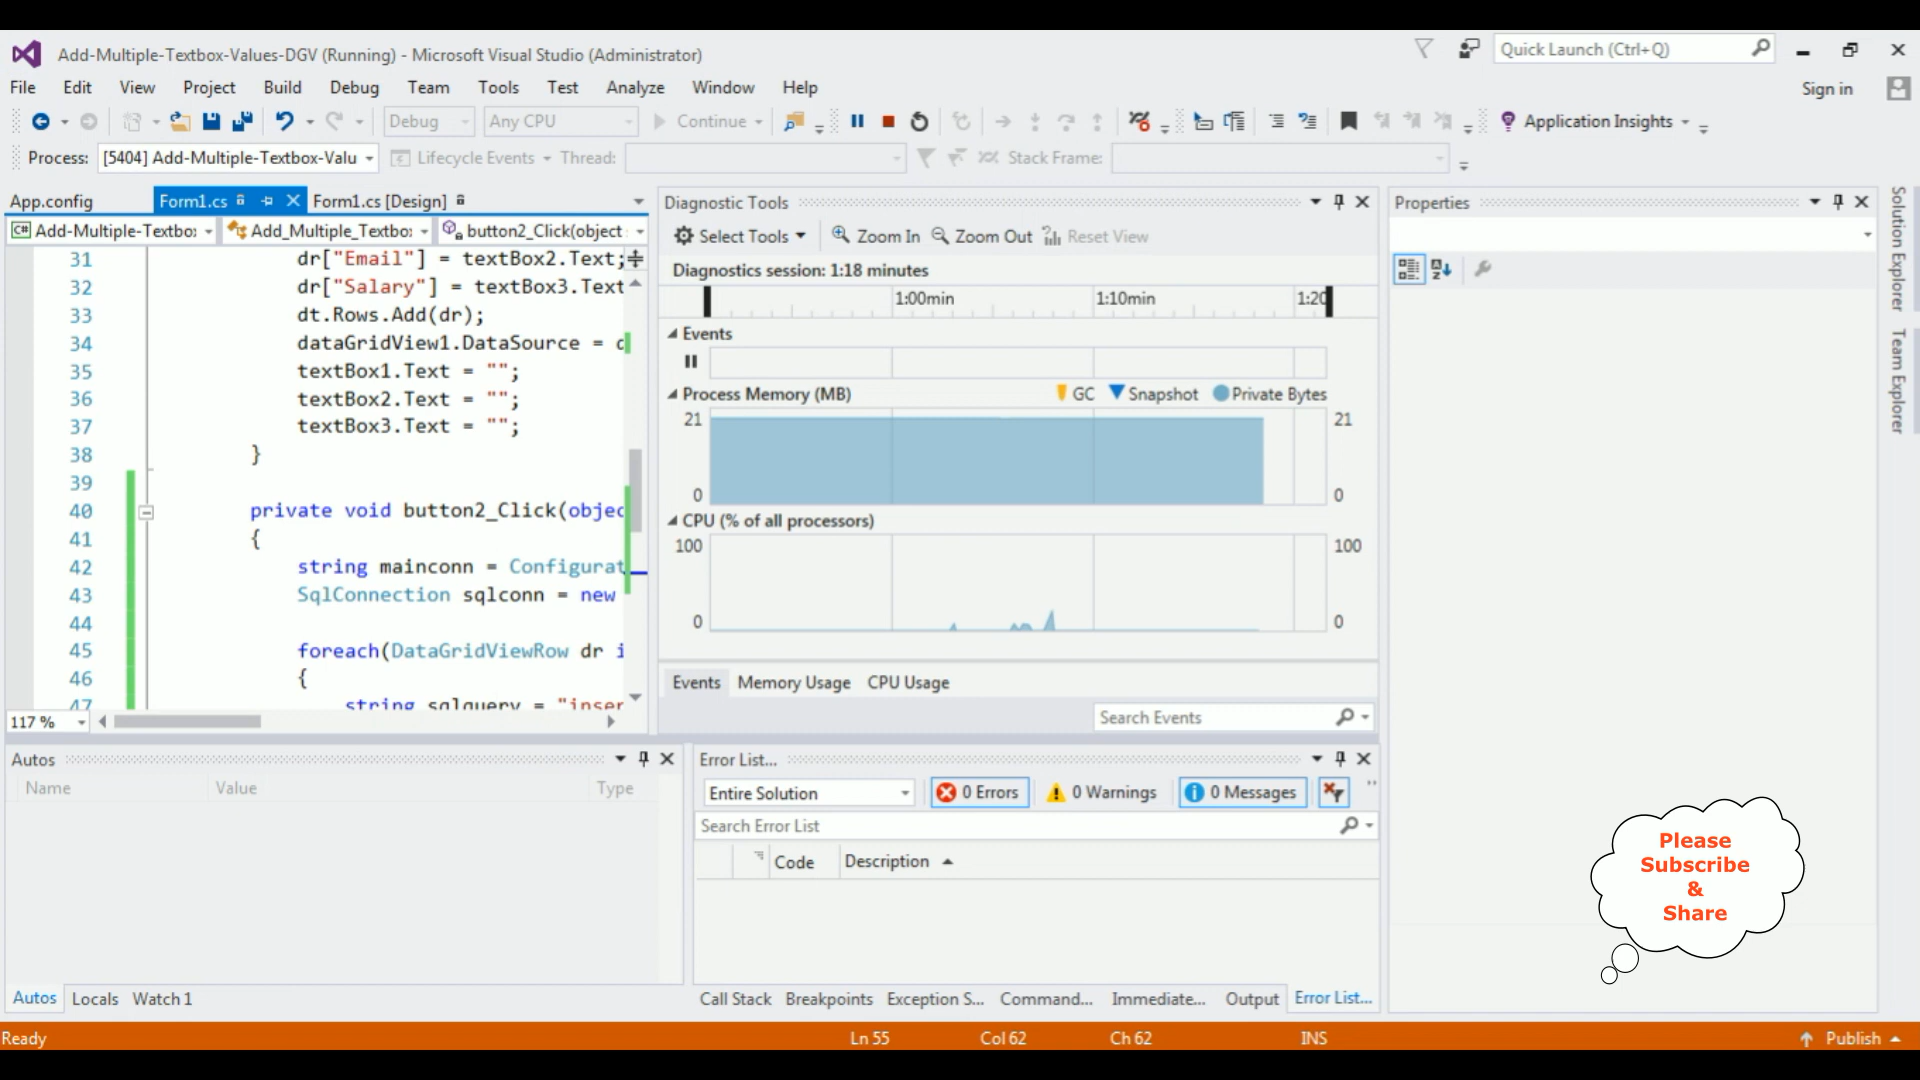 Add-Multiple-Textbox-Values-DGV (Running) - Microsoft Visual Studio (Administrator)
Quick Launch (Ctrl+Q)
File Edit View Project Build Debug Team Tools Test Analyze Window Help
Sign in
Debug Any CPU Continue Application Insights
Process: [5404] Add-Multiple-Textbox-Valu Lifecycle Events Thread: Stack Frame:
App.config Form1.cs Form1.cs [Design]
Add-Multiple-Textbo: Add_Multiple_Textbo: button2_Click(object
31 dr["Email"] = textBox2.Text;
32 dr["Salary"] = textBox3.Text
33 dt.Rows.Add(dr);
34 dataGridView1.DataSource = d
35 textBox1.Text = "";
36 textBox2.Text = "";
37 textBox3.Text = "";
38 }
39
40 private void button2_Click(objec
41 {
42 string mainconn = Configurat
43 SqlConnection sqlconn = new
44
45 foreach(DataGridViewRow dr i
46 {
47 string sqlquery = "inser
117 %
Diagnostic Tools
Select Tools Zoom In Zoom Out Reset View
Diagnostics session: 1:18 minutes
1:00min 1:10min 1:20
Events
Process Memory (MB) GC Snapshot Private Bytes
21 21
0 0
CPU (% of all processors)
100 100
0 0
Events Memory Usage CPU Usage
Search Events
Properties
Solution Explorer
Team Explorer
Autos
Name Value Type
Autos Locals Watch 1
Error List...
Entire Solution 0 Errors 0 Warnings 0 Messages
Search Error List
Code Description
Call Stack Breakpoints Exception S... Command... Immediate... Output Error List...
Please
Subscribe
&
Share
Ready Ln 55 Col 62 Ch 62 INS Publish